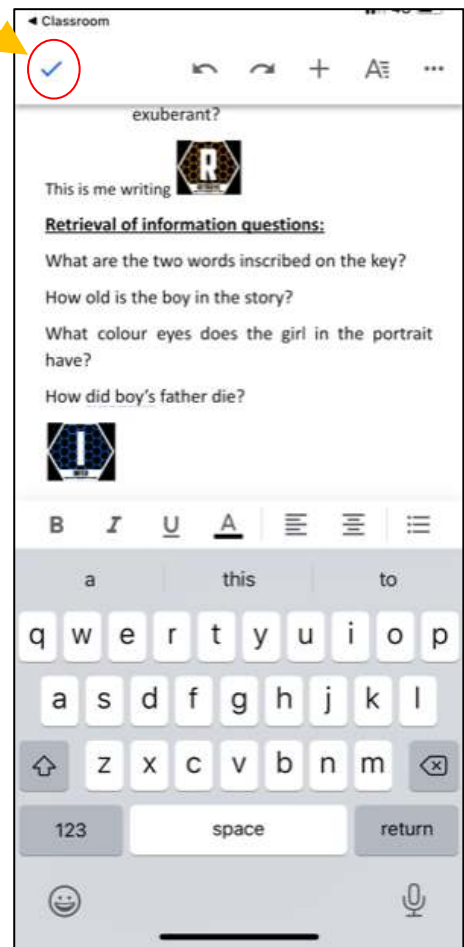 ◄ Classroom
exuberant?
R
This is me writing
Retrieval of information questions:
What are the two words inscribed on the key?
How old is the boy in the story?
What colour eyes does the girl in the portrait
have?
How did boy's father die?
I
INFER
B I U A
a this to
q w e r t y u i o p
a s d f g h j k l
z x c v b n m
123 space return